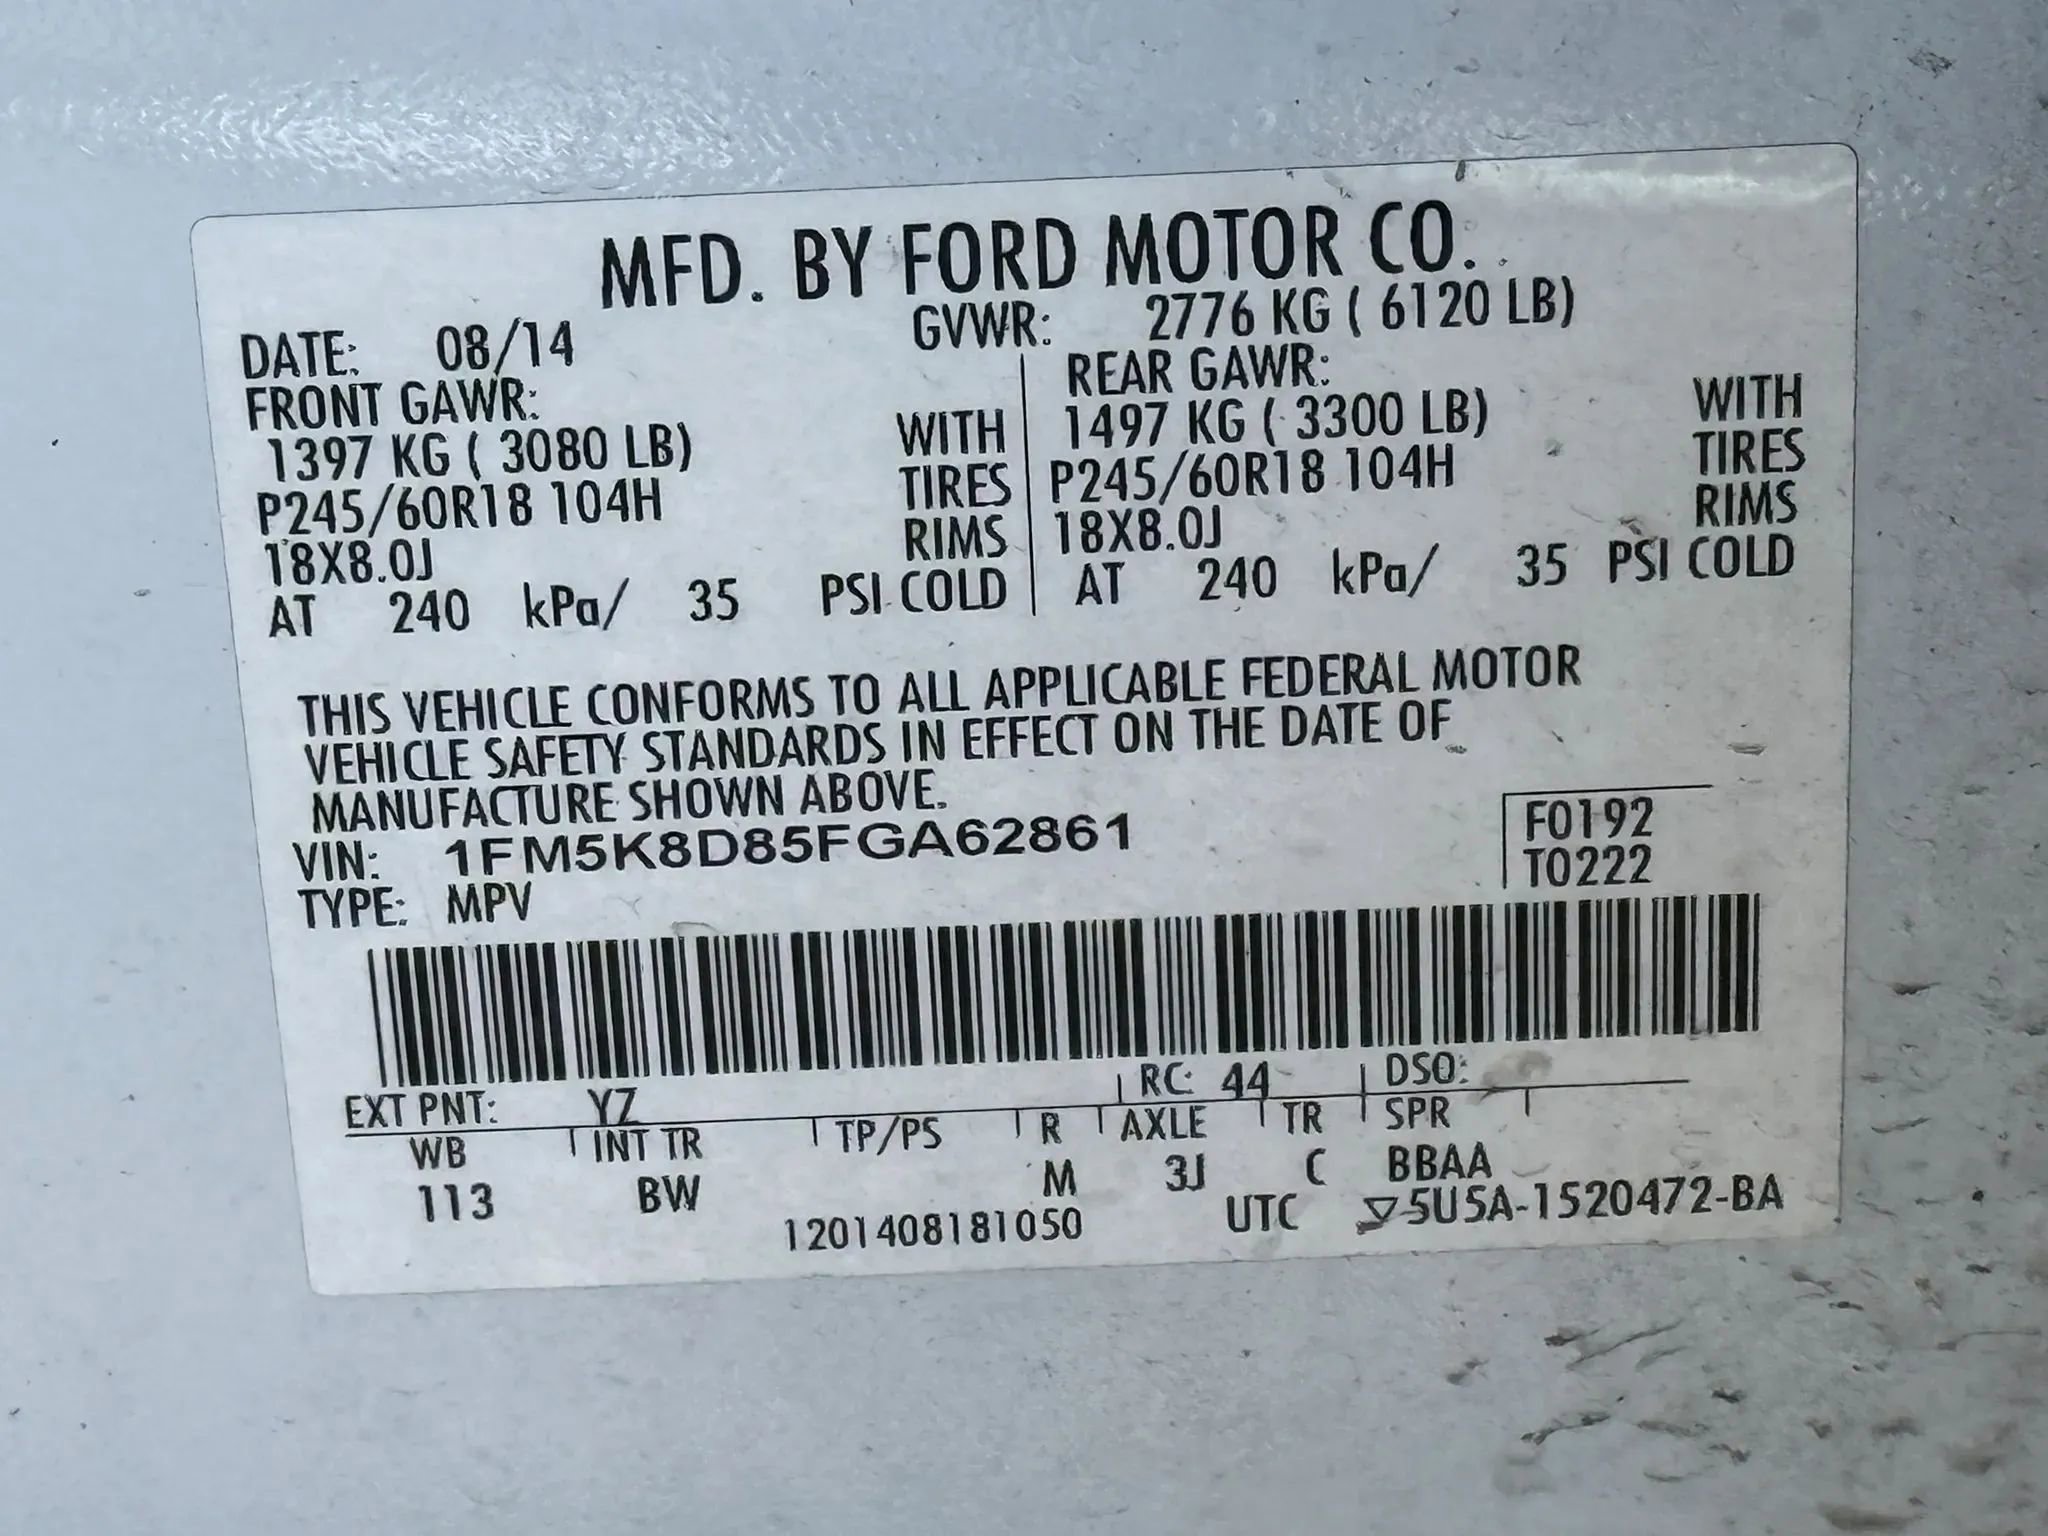 MFD. BY FORD MOTOR CO.
DATE: 08/14 GVWR: 2776 KG ( 6120 LB)
FRONT GAWR: REAR GAWR:
1397 KG ( 3080 LB) WITH 1497 KG ( 3300 LB) WITH
P245/60R18 104H TIRES P245/60R18 104H TIRES
18X8.0J RIMS 18X8.0J RIMS
AT 240 kPa/ 35 PSI COLD AT 240 kPa/ 35 PSI COLD
THIS VEHICLE CONFORMS TO ALL APPLICABLE FEDERAL MOTOR
VEHICLE SAFETY STANDARDS IN EFFECT ON THE DATE OF
MANUFACTURE SHOWN ABOVE.
VIN: 1FM5K8D85FGA62861 F0192
TYPE: MPV T0222
EXT PNT: YZ RC: 44 DSO:
WB INT TR TP/PS R AXLE TR SPR
113 BW M 3J C BBAA
1201408181050 UTC 5U5A-1520472-BA